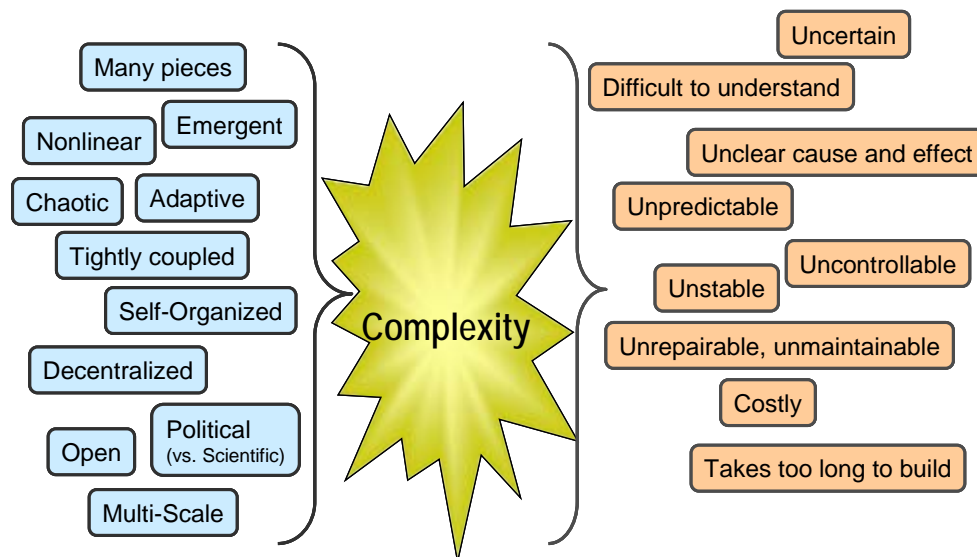 Many pieces
Emergent
Nonlinear
Chaotic
Adaptive
Tightly coupled
Self-Organized
Decentralized
Political
(vs. Scientific)
Open
Multi-Scale
Complexity
Uncertain
Difficult to understand
Unclear cause and effect
Unpredictable
Uncontrollable
Unstable
Unrepairable, unmaintainable
Costly
Takes too long to build